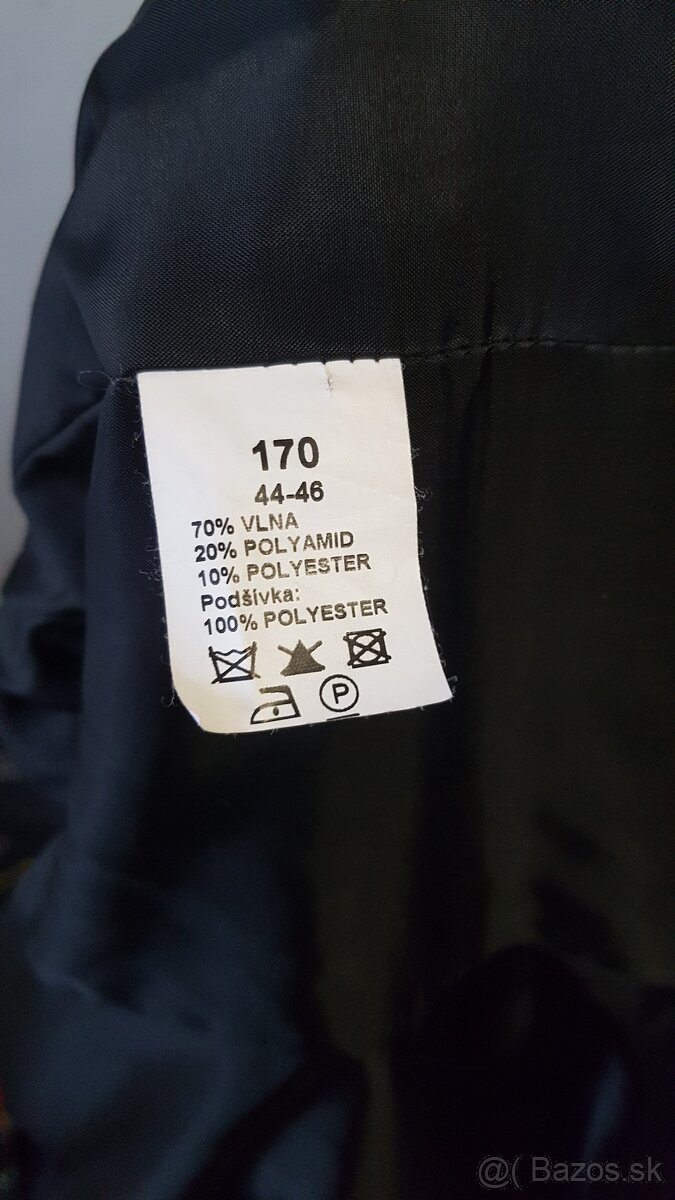 170
44-46
70% VLNA
20% POLYAMID
10% POLYESTER
Podšívka:
100% POLYESTER
P
@( Bazos.sk